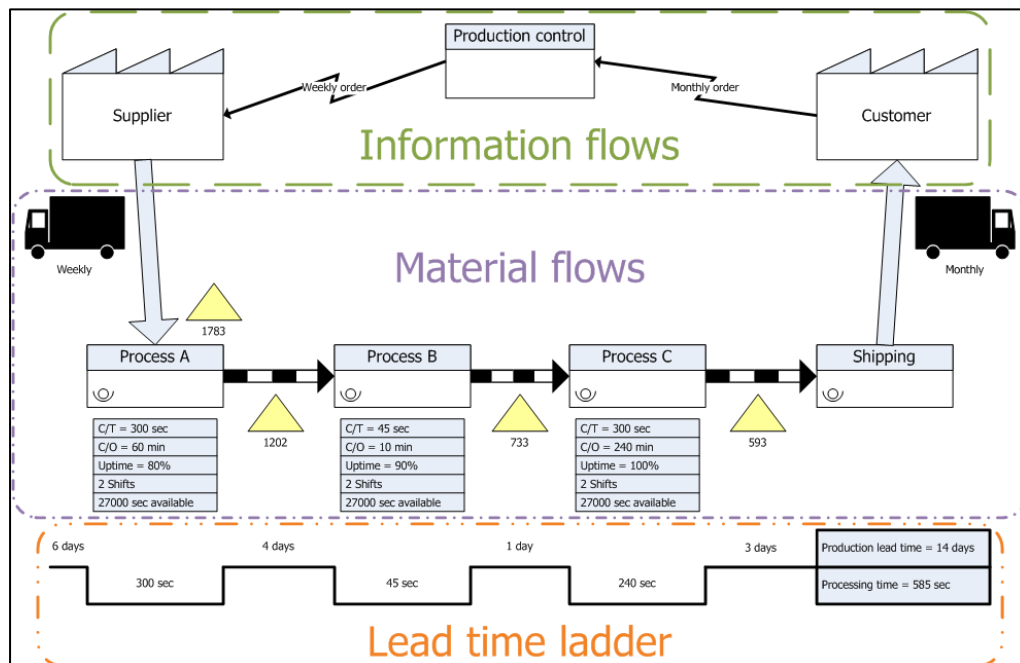 Production control
Weekly order
Monthly order
Supplier
Customer
Information flows
Weekly
Material flows
Monthly
1783
Process A
Process B
Process C
Shipping
1202
733
593
C/T = 300 sec
C/O = 60 min
Uptime = 80%
2 Shifts
27000 sec available
C/T = 45 sec
C/O = 10 min
Uptime = 90%
2 Shifts
27000 sec available
C/T = 300 sec
C/O = 240 min
Uptime = 100%
2 Shifts
27000 sec available
6 days
4 days
1 day
3 days
Production lead time = 14 days
300 sec
45 sec
240 sec
Processing time = 585 sec
Lead time ladder